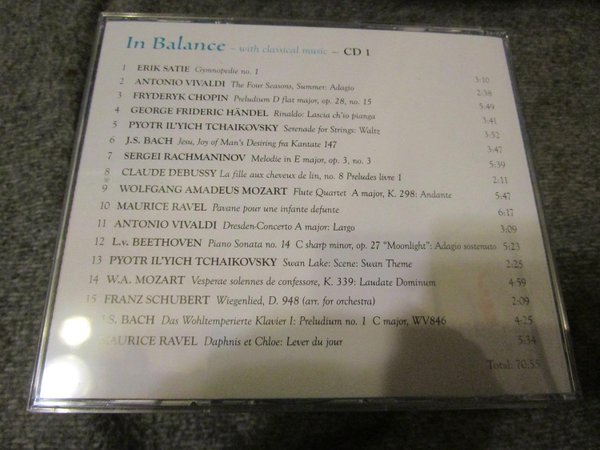 In Balance – with classical music – CD 1
1 ERIK SATIE Gymnopedie no. 1 3:10
2 ANTONIO VIVALDI The Four Seasons, Summer: Adagio 2:38
3 FRYDERYK CHOPIN Preludium D flat major, op. 28, no. 15 5:49
4 GEORGE FRIDERIC HÄNDEL Rinaldo: Lascia ch'io pianga 3:41
5 PYOTR IL'YICH TCHAIKOVSKY Serenade for Strings: Waltz 3:52
6 J.S. BACH Jesu, Joy of Man's Desiring fra Kantate 147 3:47
7 SERGEI RACHMANINOV Melodie in E major, op. 3, no. 3 5:39
8 CLAUDE DEBUSSY La fille aux cheveux de lin, no. 8 Preludes livre 1 2:11
9 WOLFGANG AMADEUS MOZART Flute Quartet A major, K. 298: Andante 5:47
10 MAURICE RAVEL Pavane pour une infante defunte 6:17
11 ANTONIO VIVALDI Dresden-Concerto A major: Largo 3:09
12 L.v. BEETHOVEN Piano Sonata no. 14 C sharp minor, op. 27 "Moonlight": Adagio sostenuto 5:23
13 PYOTR IL'YICH TCHAIKOVSKY Swan Lake: Scene: Swan Theme 2:25
14 W.A. MOZART Vesperae solennes de confessore, K. 339: Laudate Dominum 4:59
15 FRANZ SCHUBERT Wiegenlied, D. 948 (arr. for orchestra) 2:09
J.S. BACH Das Wohltemperierte Klavier I: Preludium no. 1 C major, WV846 4:25
MAURICE RAVEL Daphnis et Chloe: Lever du jour 5:34
Total: 70:55